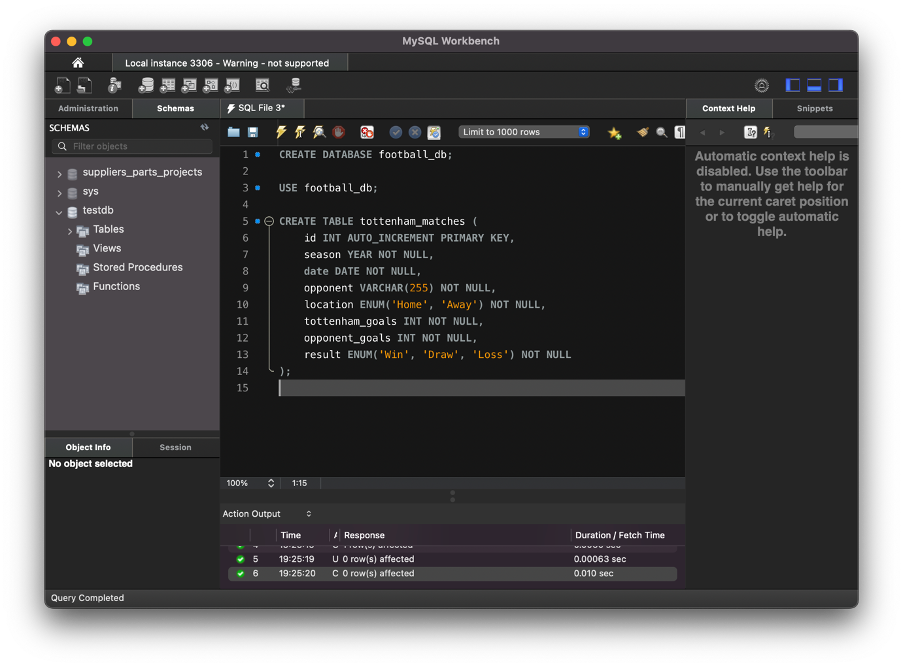 MySQL Workbench
Local instance 3306 - Warning - not supported
Administration
Schemas
SQL File 3*
Context Help
Snippets
SCHEMAS
Filter objects
suppliers_parts_projects
sys
testdb
Tables
Views
Stored Procedures
Functions
Limit to 1000 rows
1 CREATE DATABASE football_db;
2
3 USE football_db;
4
5 CREATE TABLE tottenham_matches (
6 id INT AUTO_INCREMENT PRIMARY KEY,
7 season YEAR NOT NULL,
8 date DATE NOT NULL,
9 opponent VARCHAR(255) NOT NULL,
10 location ENUM('Home', 'Away') NOT NULL,
11 tottenham_goals INT NOT NULL,
12 opponent_goals INT NOT NULL,
13 result ENUM('Win', 'Draw', 'Loss') NOT NULL
14 );
15
Automatic context help is
disabled. Use the toolbar
to manually get help for
the current caret position
or to toggle automatic
help.
Object Info
Session
No object selected
100%
1:15
Action Output
Time A Response Duration / Fetch Time
5 19:25:19 U 0 row(s) affected 0.00063 sec
6 19:25:20 C 0 row(s) affected 0.010 sec
Query Completed